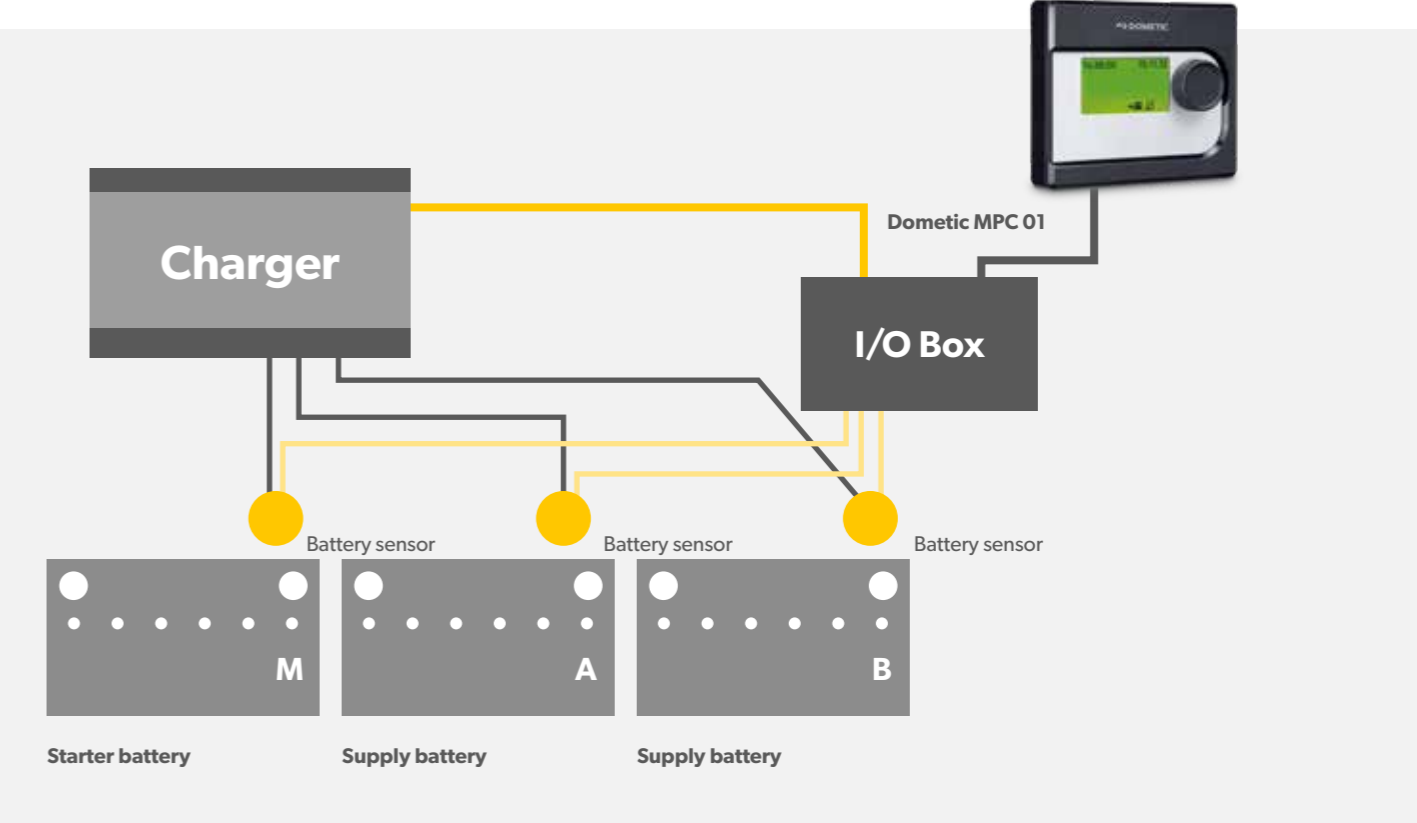 DOMETIC
Dometic MPC 01
Charger
I/O Box
Battery sensor
Battery sensor
Battery sensor
M
A
B
Starter battery
Supply battery
Supply battery